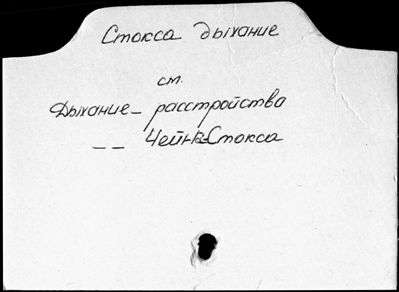 Стокса дыхание
см.
Дыхание - расстройства
— — Чейн-Стокса